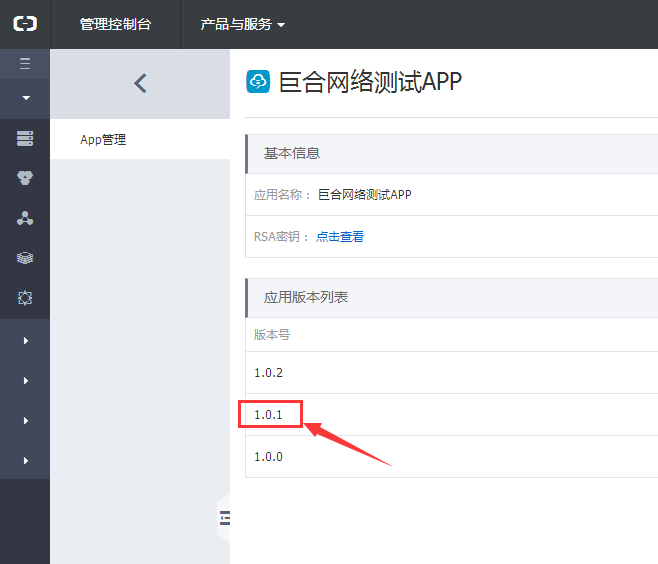 管理控制台 产品与服务
巨合网络测试APP
App管理
基本信息
应用名称： 巨合网络测试APP
RSA密钥： 点击查看
应用版本列表
版本号
1.0.2
1.0.1
1.0.0